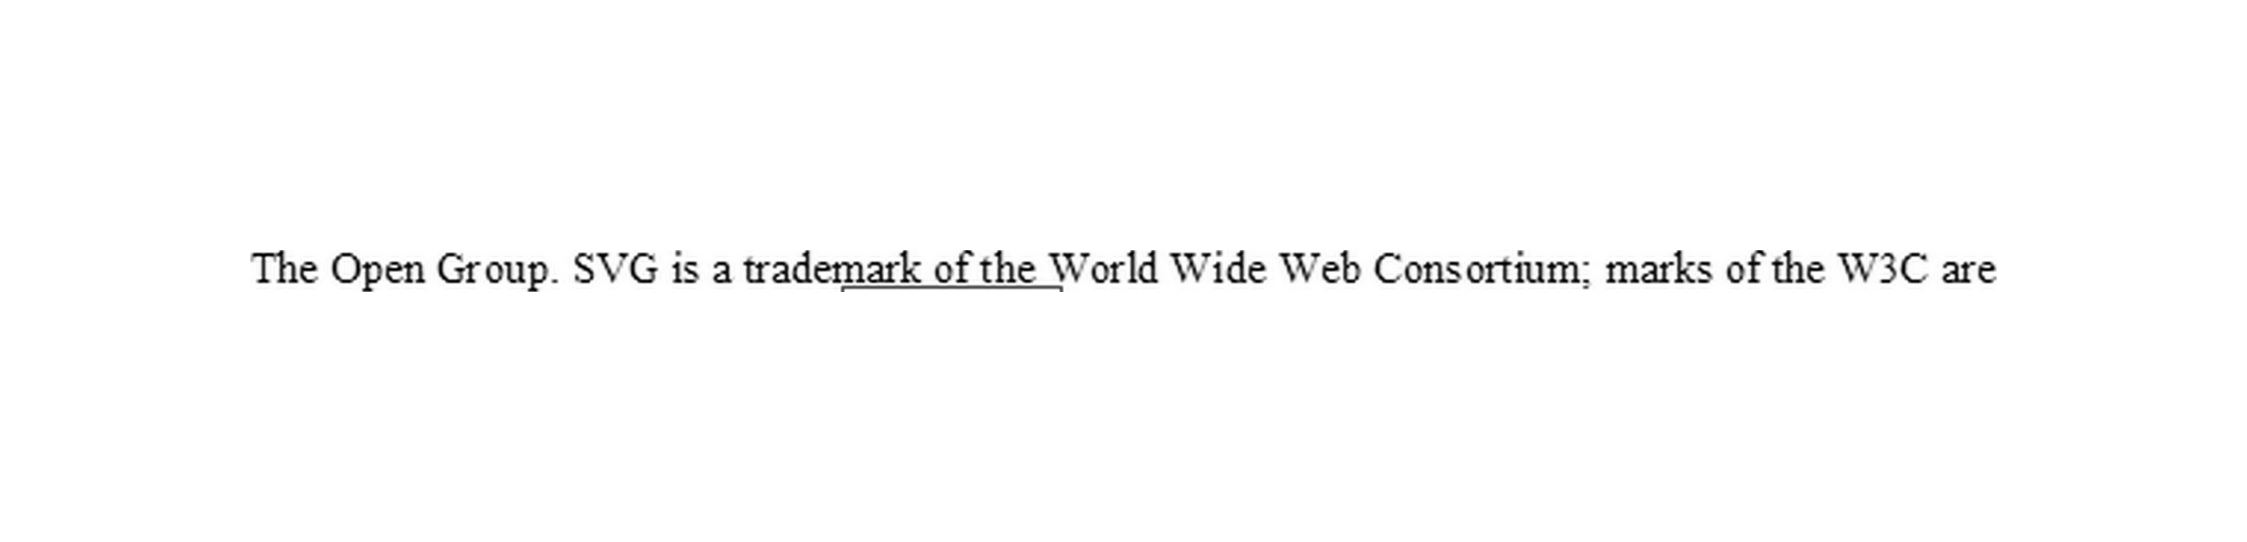 The Open Group. SVG is a trademark of the World Wide Web Consortium; marks of the W3C are